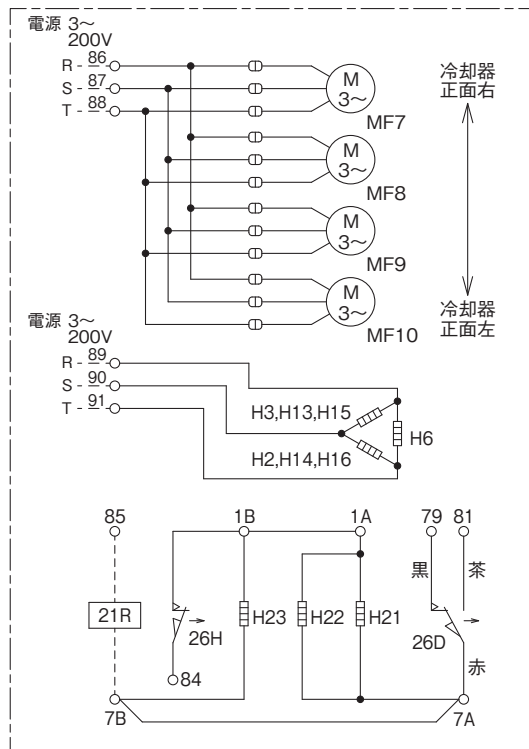 電源 3～
200V
R - 86
S - 87
T - 88
M
3～
MF7
冷却器
正面右
M
3～
MF8
M
3～
MF9
M
3～
MF10
冷却器
正面左
電源 3～
200V
R - 89
S - 90
T - 91
H3,H13,H15
H6
H2,H14,H16
85
1B
1A
79
81
黒
茶
21R
26H
H23
H22
H21
26D
赤
84
7B
7A